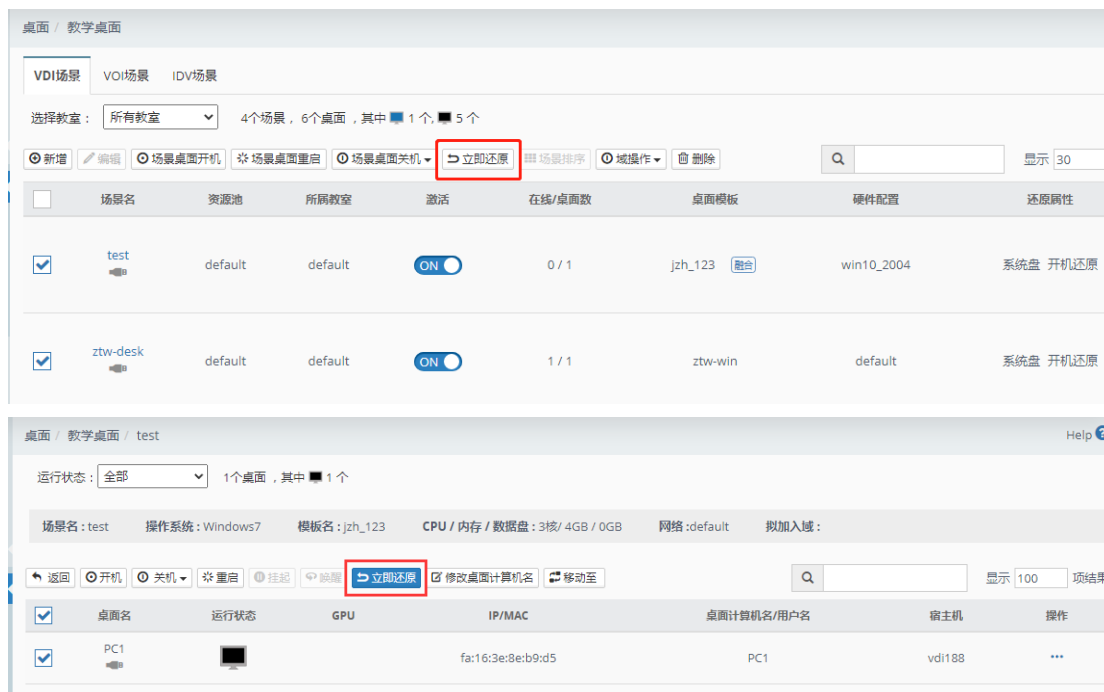 桌面 / 教学桌面
VDI场景 VOI场景 IDV场景
选择教室： 所有教室 4个场景，6个桌面，其中 1 个, 5 个
新增 编辑 场景桌面开机 场景桌面重启 场景桌面关机 立即还原 场景排序 域操作 删除 显示 30
场景名 资源池 所属教室 激活 在线/桌面数 桌面模板 硬件配置 还原属性
test default default ON 0 / 1 jzh_123 融合 win10_2004 系统盘 开机还原
ztw-desk default default ON 1 / 1 ztw-win default 系统盘 开机还原
桌面 / 教学桌面 / test Help
运行状态： 全部 1个桌面，其中 1 个
场景名 : test 操作系统 : Windows7 模板名 : jzh_123 CPU / 内存 / 数据盘 : 3核/ 4GB / 0GB 网络 :default 拟加入域 :
返回 开机 关机 重启 挂起 唤醒 立即还原 修改桌面计算机名 移动至 显示 100 项结果
桌面名 运行状态 GPU IP/MAC 桌面计算机名/用户名 宿主机 操作
PC1 fa:16:3e:8e:b9:d5 PC1 vdi188 ···